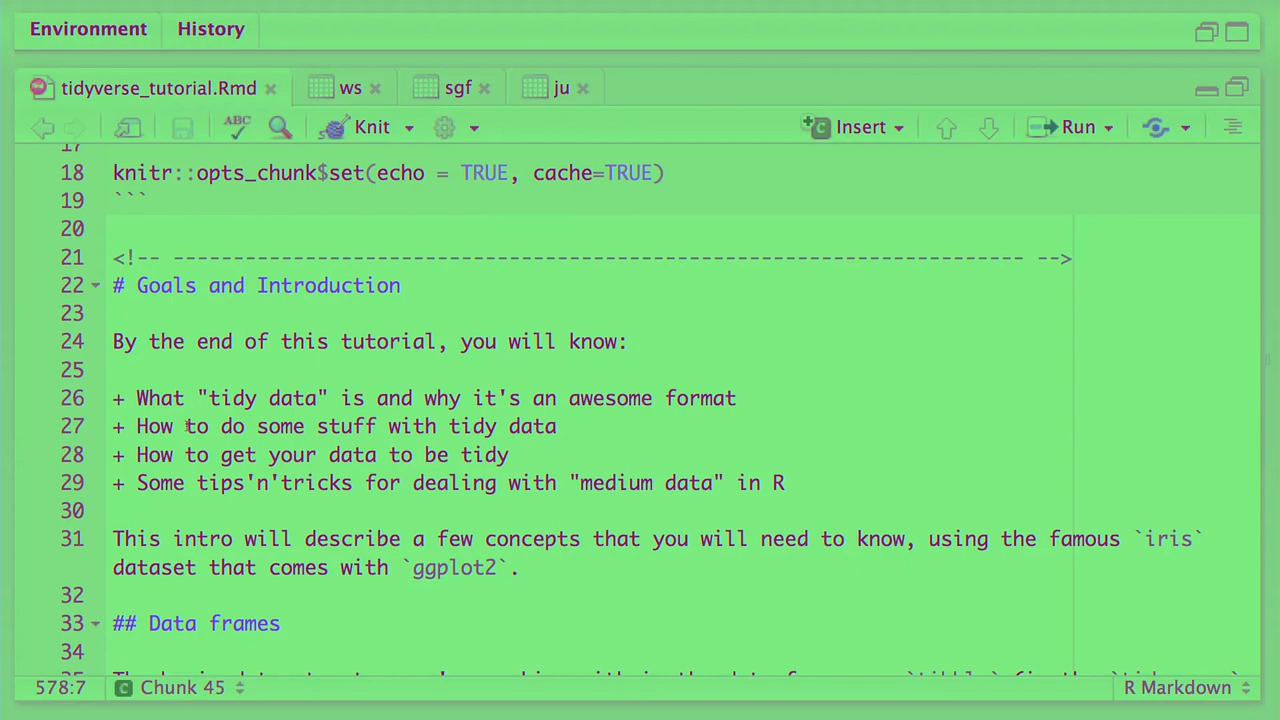 Environment History
tidyverse_tutorial.Rmd ws sgf ju
ABC Knit Insert Run
17
18 knitr::opts_chunk$set(echo = TRUE, cache=TRUE)
19 ```
20
21 <!-- ----------------------------------------------------------------------- -->
22 # Goals and Introduction
23
24 By the end of this tutorial, you will know:
25
26 + What "tidy data" is and why it's an awesome format
27 + How to do some stuff with tidy data
28 + How to get your data to be tidy
29 + Some tips'n'tricks for dealing with "medium data" in R
30
31 This intro will describe a few concepts that you will need to know, using the famous `iris`
dataset that comes with `ggplot2`.
32
33 ## Data frames
34
578:7 Chunk 45 R Markdown